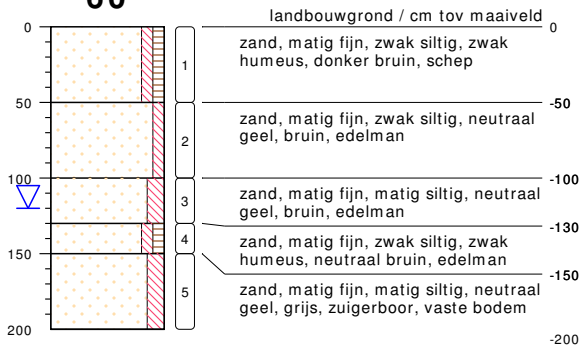 landbouwgrond / cm tov maaiveld
0
0
zand, matig fijn, zwak siltig, zwak
humeus, donker bruin, schep
1
50
-50
zand, matig fijn, zwak siltig, neutraal
geel, bruin, edelman
2
100
-100
zand, matig fijn, matig siltig, neutraal
geel, bruin, edelman
3
-130
zand, matig fijn, zwak siltig, zwak
humeus, neutraal bruin, edelman
4
150
-150
zand, matig fijn, matig siltig, neutraal
geel, grijs, zuigerboor, vaste bodem
5
200
-200